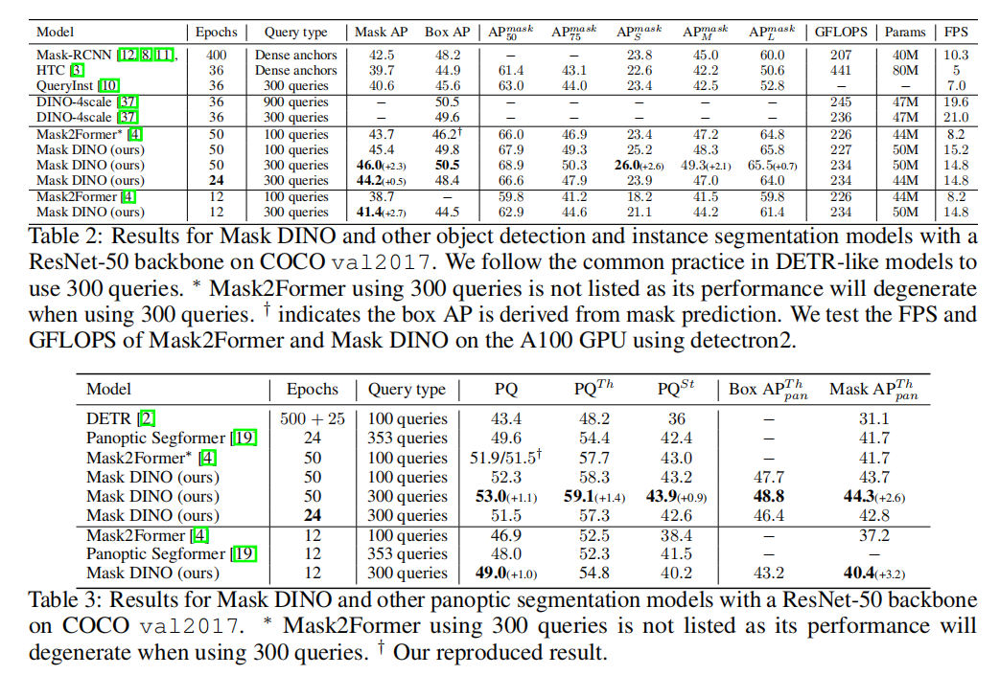 Model Epochs Query type Mask AP Box AP AP^{mask}_{50} AP^{mask}_{75} AP^{mask}_{S} AP^{mask}_{M} AP^{mask}_{L} GFLOPS Params FPS
Mask-RCNN [12, 8, 11], 400 Dense anchors 42.5 48.2 − − 23.8 45.0 60.0 207 40M 10.3
HTC [3] 36 Dense anchors 39.7 44.9 61.4 43.1 22.6 42.2 50.6 441 80M 5
QueryInst [10] 36 300 queries 40.6 45.6 63.0 44.0 23.4 42.5 52.8 − − 7.0
DINO-4scale [37] 36 900 queries − 50.5 − − − − − 245 47M 19.6
DINO-4scale [37] 36 300 queries − 49.6 − − − − − 236 47M 21.0
Mask2Former* [4] 50 100 queries 43.7 46.2† 66.0 46.9 23.4 47.2 64.8 226 44M 8.2
Mask DINO (ours) 50 100 queries 45.4 49.8 67.9 49.3 25.2 48.3 65.8 227 50M 15.2
Mask DINO (ours) 50 300 queries 46.0(+2.3) 50.5 68.9 50.3 26.0(+2.6) 49.3(+2.1) 65.5(+0.7) 234 50M 14.8
Mask DINO (ours) 24 300 queries 44.2(+0.5) 48.4 66.6 47.9 23.9 47.0 64.0 234 44M 14.8
Mask2Former [4] 12 100 queries 38.7 − 59.8 41.2 18.2 41.5 59.8 226 44M 8.2
Mask DINO (ours) 12 300 queries 41.4(+2.7) 44.5 62.9 44.6 21.1 44.2 61.4 234 50M 14.8
Table 2: Results for Mask DINO and other object detection and instance segmentation models with a
ResNet-50 backbone on COCO val2017. We follow the common practice in DETR-like models to
use 300 queries. * Mask2Former using 300 queries is not listed as its performance will degenerate
when using 300 queries. † indicates the box AP is derived from mask prediction. We test the FPS and
GFLOPS of Mask2Former and Mask DINO on the A100 GPU using detectron2.
Model Epochs Query type PQ PQ^{Th} PQ^{St} Box AP^{Th}_{pan} Mask AP^{Th}_{pan}
DETR [2] 500 + 25 100 queries 43.4 48.2 36 − 31.1
Panoptic Segformer [19] 24 353 queries 49.6 54.4 42.4 − 41.7
Mask2Former* [4] 50 100 queries 51.9/51.5† 57.7 43.0 − 41.7
Mask DINO (ours) 50 100 queries 52.3 58.3 43.2 47.7 43.7
Mask DINO (ours) 50 300 queries 53.0(+1.1) 59.1(+1.4) 43.9(+0.9) 48.8 44.3(+2.6)
Mask DINO (ours) 24 300 queries 51.5 57.3 42.6 46.4 42.8
Mask2Former [4] 12 100 queries 46.9 52.5 38.4 − 37.2
Panoptic Segformer [19] 12 353 queries 48.0 52.3 41.5 − −
Mask DINO (ours) 12 300 queries 49.0(+1.0) 54.8 40.2 43.2 40.4(+3.2)
Table 3: Results for Mask DINO and other panoptic segmentation models with a ResNet-50 backbone
on COCO val2017. * Mask2Former using 300 queries is not listed as its performance will
degenerate when using 300 queries. † Our reproduced result.